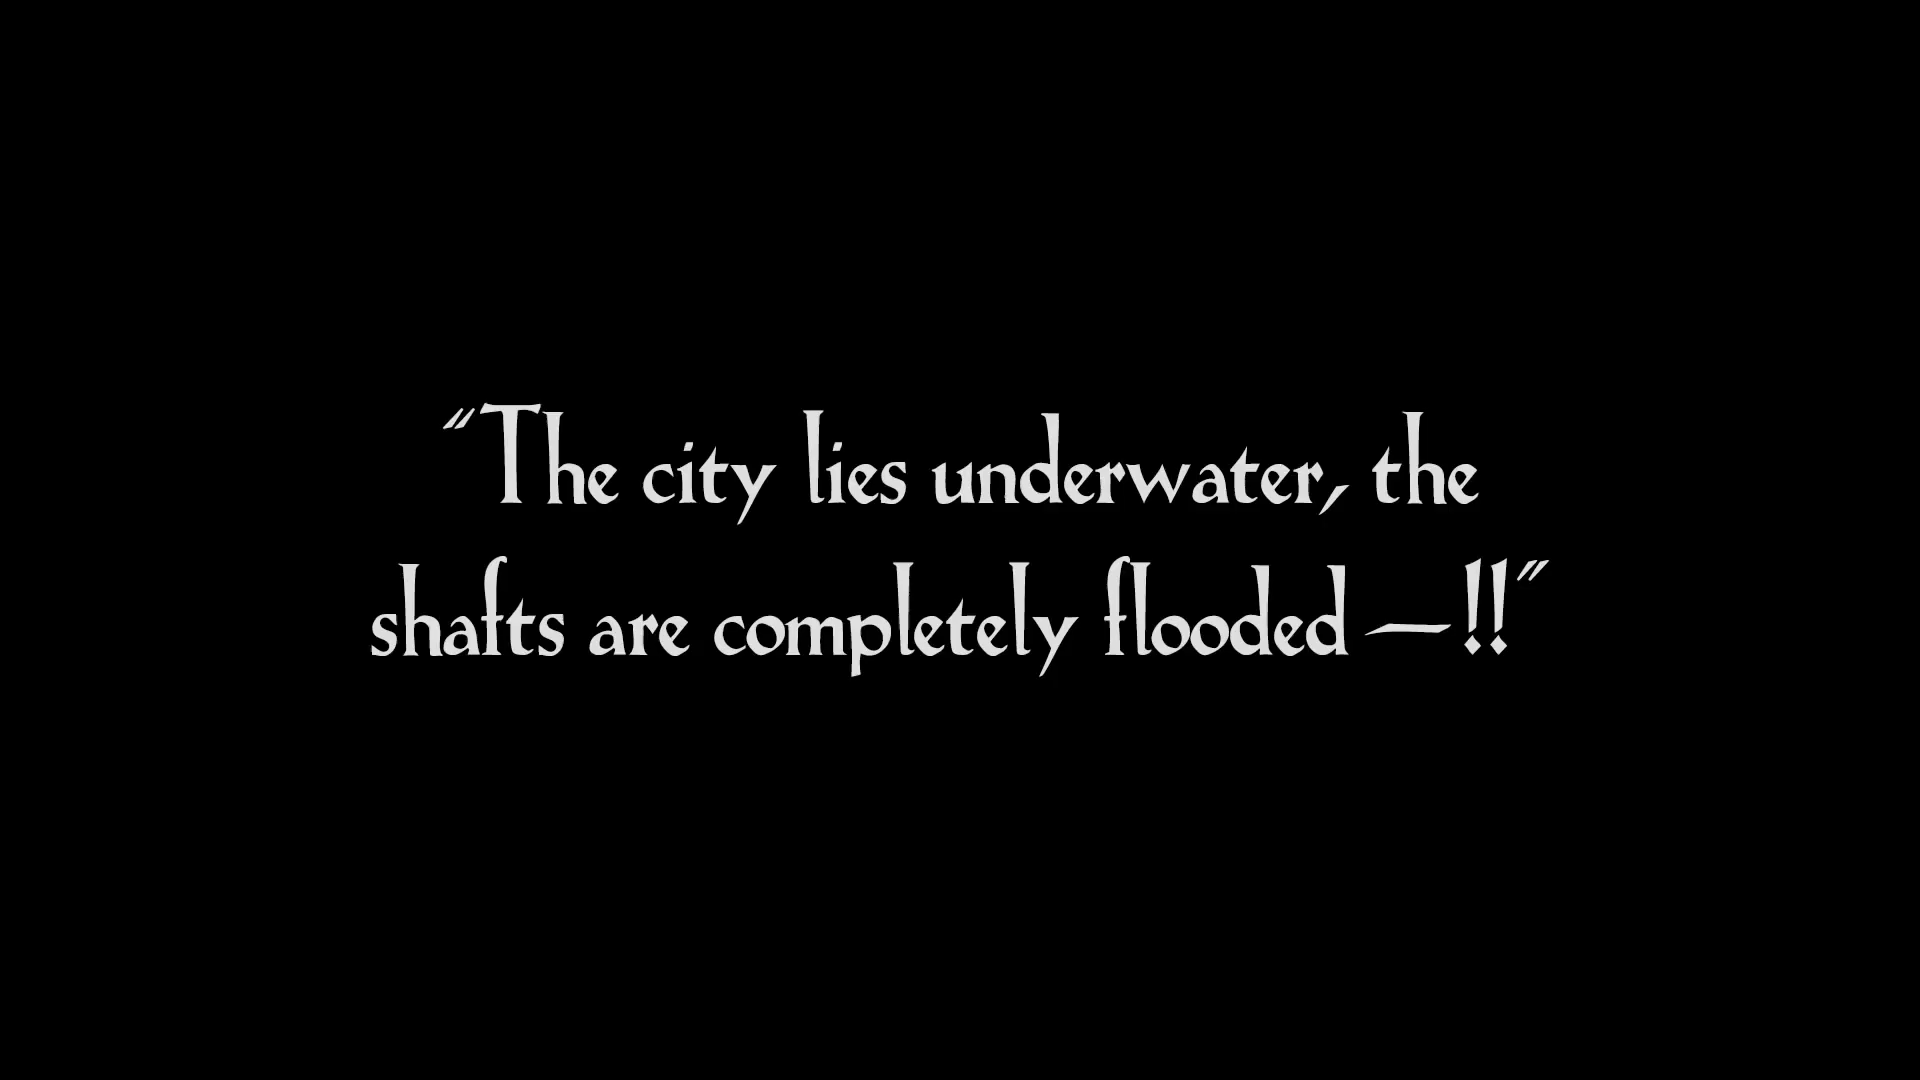 “The city lies underwater, the
shafts are completely flooded —!!”